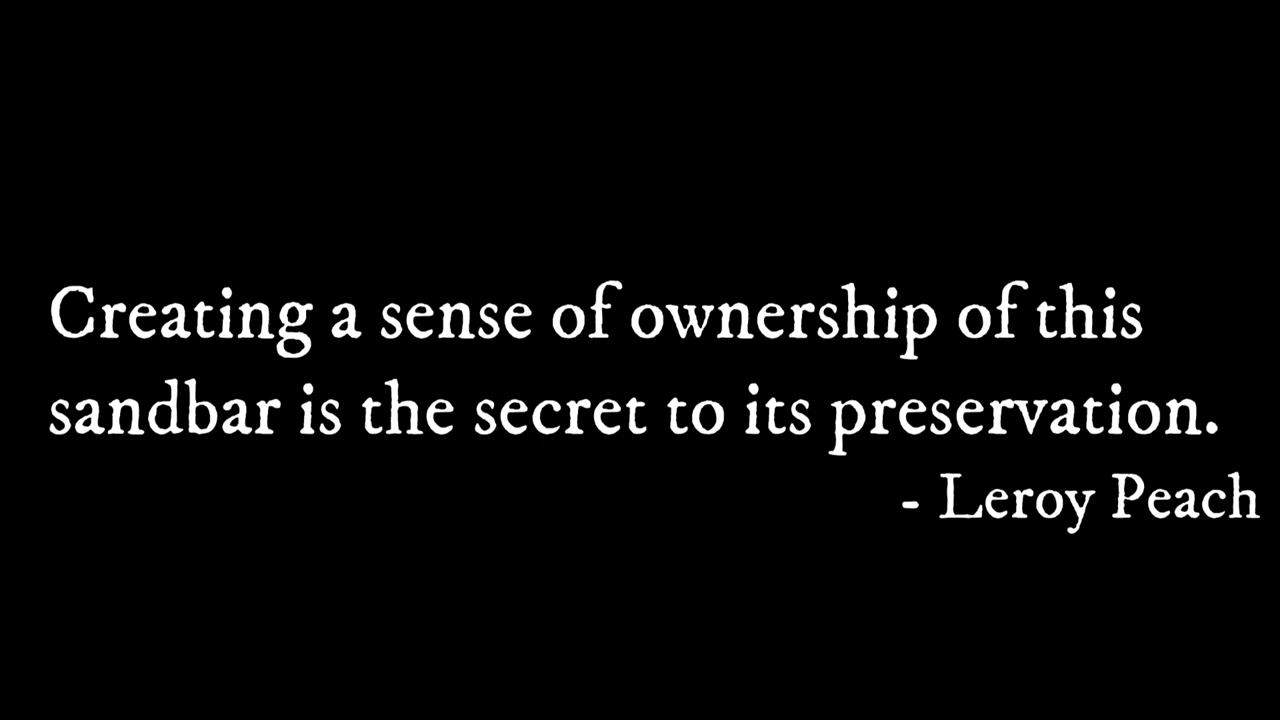 Creating a sense of ownership of this
sandbar is the secret to its preservation.
- Leroy Peach